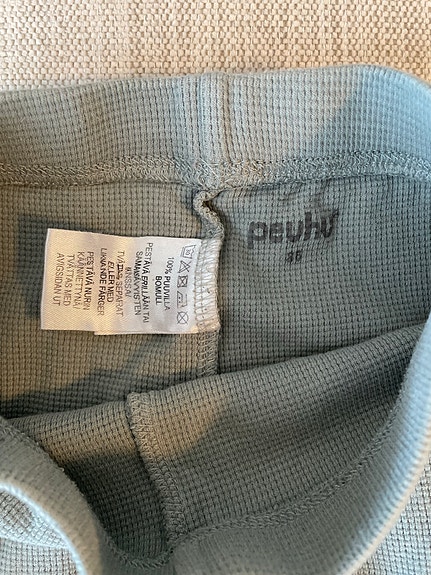 peuhu
100% PUUVILLA
BOMULL
PESTÄVÄ ERILLÄÄN TAI
SAMANVÄRISTEN
KANSSA/
TVÄTTAS SEPARAT
ELLER MED
LIKNANDE FÄRGER
PESTÄVÄ NURIN
KÄÄNNETTYNÄ/
TVÄTTAS MED
AVIGSIDAN UT